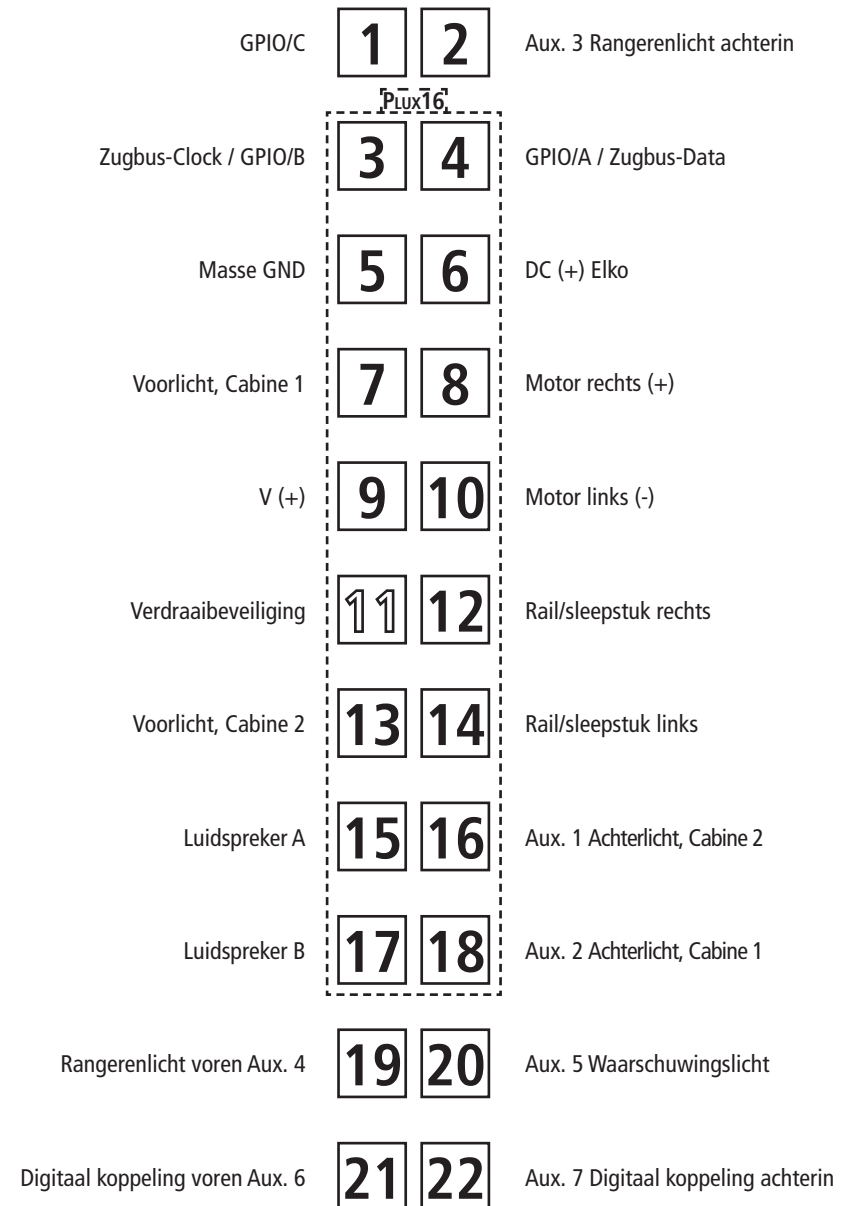 GPIO/C 1 2 Aux. 3 Rangerenlicht achterin
PLUX16
Zugbus-Clock / GPIO/B 3 4 GPIO/A / Zugbus-Data
Masse GND 5 6 DC (+) Elko
Voorlicht, Cabine 1 7 8 Motor rechts (+)
V (+) 9 10 Motor links (-)
Verdraaibeveiliging 11 12 Rail/sleepstuk rechts
Voorlicht, Cabine 2 13 14 Rail/sleepstuk links
Luidspreker A 15 16 Aux. 1 Achterlicht, Cabine 2
Luidspreker B 17 18 Aux. 2 Achterlicht, Cabine 1
Rangerenlicht voren Aux. 4 19 20 Aux. 5 Waarschuwingslicht
Digitaal koppeling voren Aux. 6 21 22 Aux. 7 Digitaal koppeling achterin